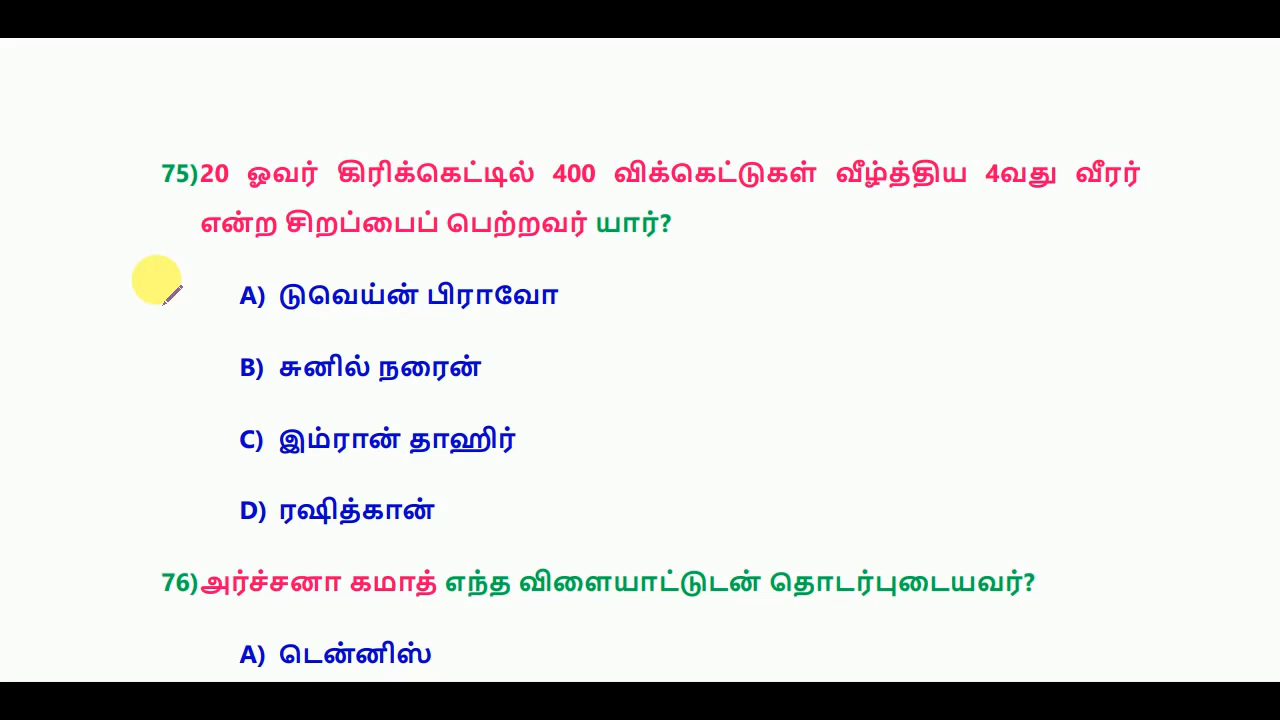 75)20 ஓவர் கிரிக்கெட்டில் 400 விக்கெட்டுகள் வீழ்த்திய 4வது வீரர்
என்ற சிறப்பைப் பெற்றவர் யார்?
A) டுவெய்ன் பிராவோ
B) சுனில் நரைன்
C) இம்ரான் தாஹிர்
D) ரஷித்கான்
76)அர்ச்சனா கமாத் எந்த விளையாட்டுடன் தொடர்புடையவர்?
A) டென்னிஸ்